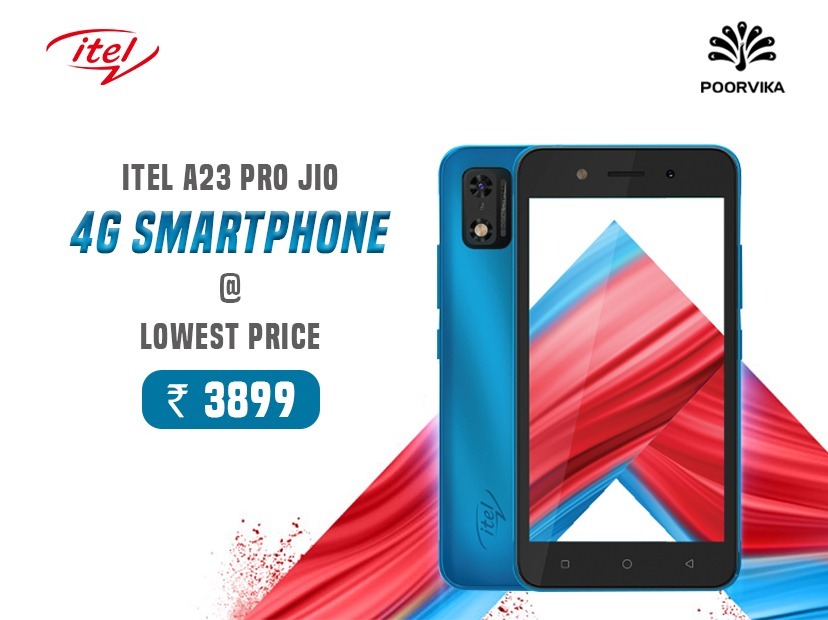 itel
POORVIKA
ITEL A23 PRO JIO
4G SMARTPHONE
@
LOWEST PRICE
₹ 3899
itel